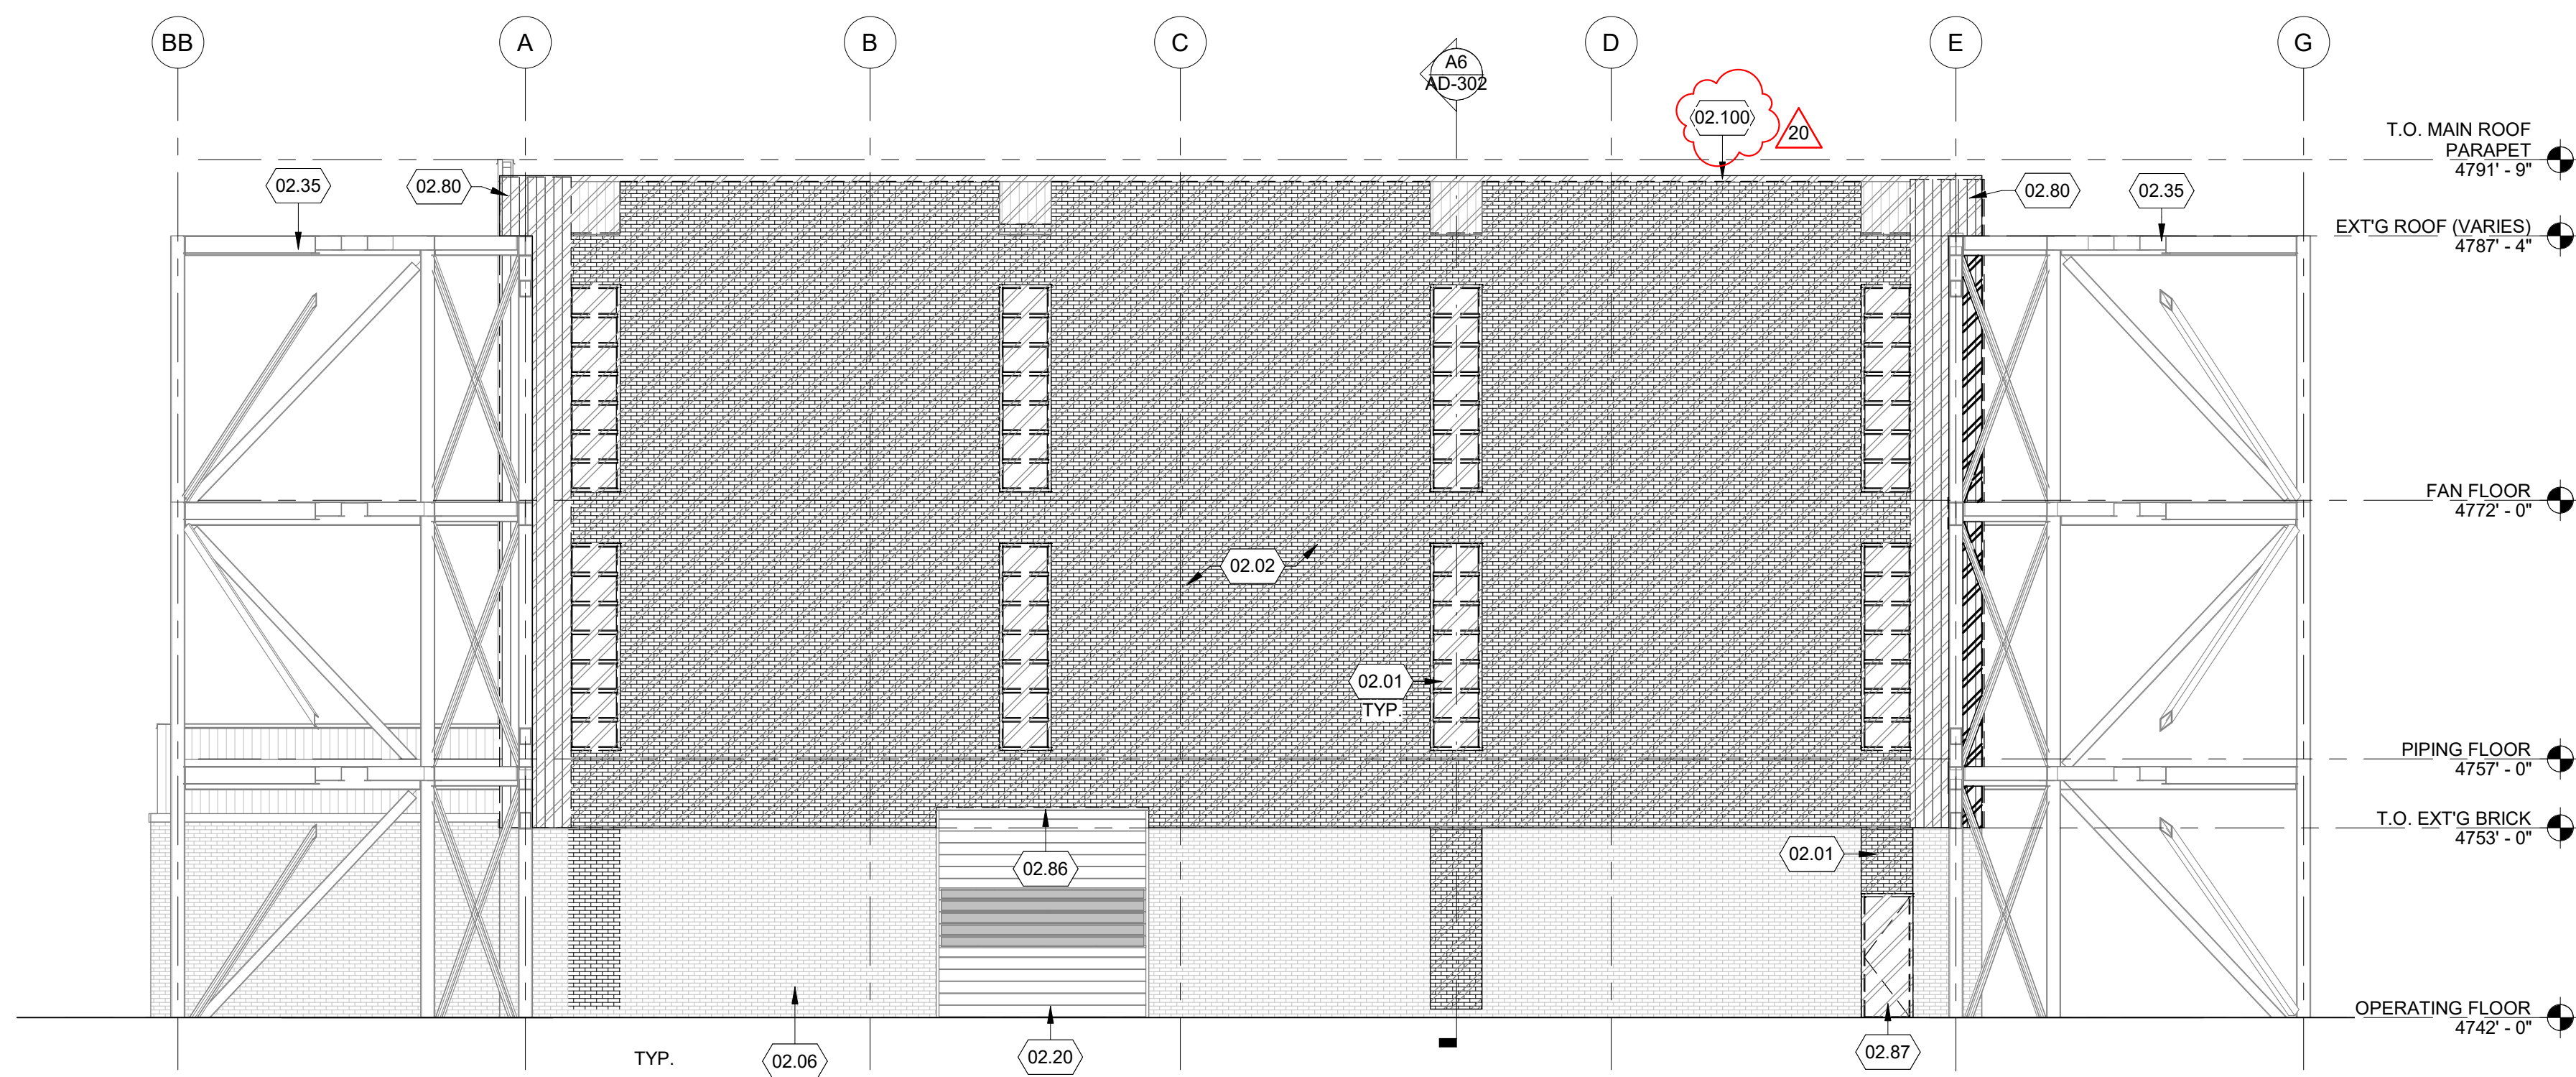 BB
A
B
C
A6
AD-302
D
E
G
02.100
20
T.O. MAIN ROOF
PARAPET
4791' - 9"
02.35
02.80
02.80
02.35
EXT'G ROOF (VARIES)
4787' - 4"
FAN FLOOR
4772' - 0"
02.02
02.01
TYP.
PIPING FLOOR
4757' - 0"
T.O. EXT'G BRICK
4753' - 0"
02.86
02.01
OPERATING FLOOR
4742' - 0"
TYP.
02.06
02.20
02.87